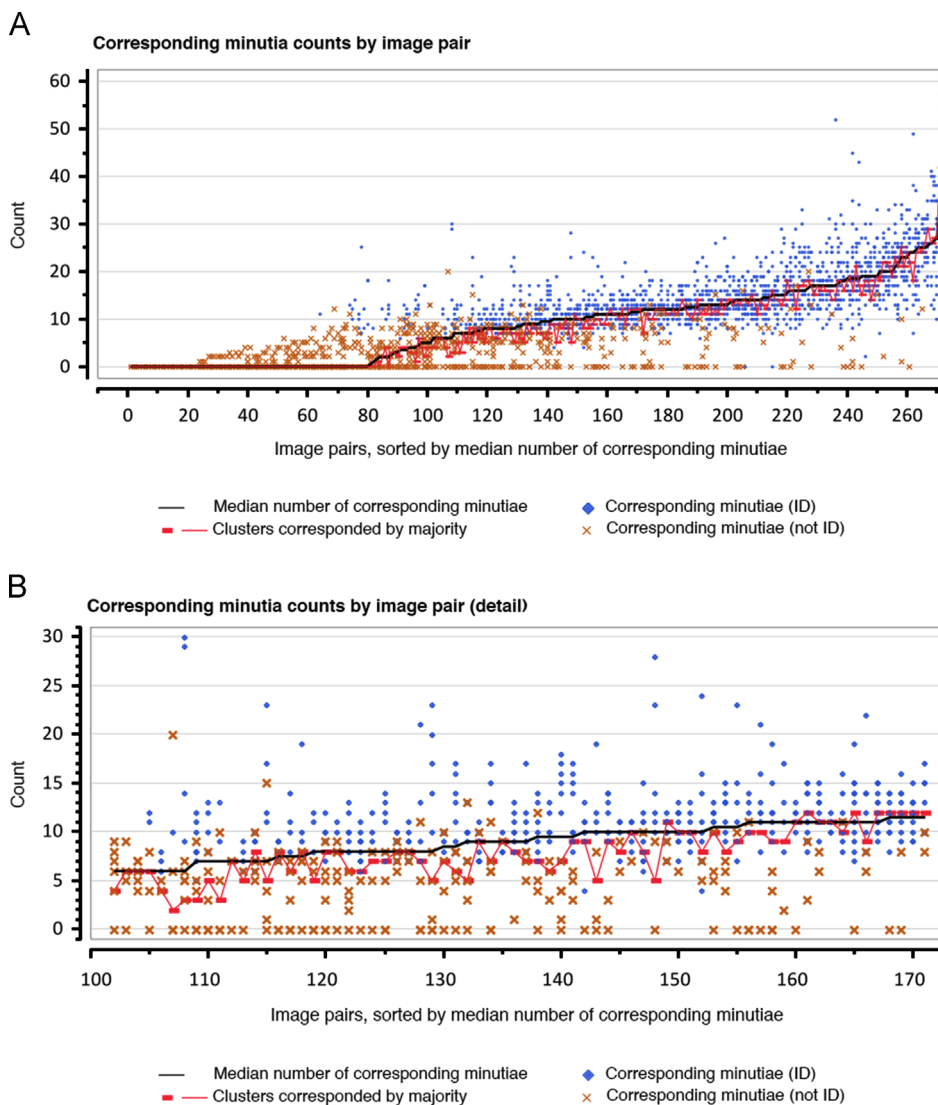 A
Corresponding minutia counts by image pair
60
50
40
30
20
10
0
Count
0 20 40 60 80 100 120 140 160 180 200 220 240 260
Image pairs, sorted by median number of corresponding minutiae
Median number of corresponding minutiae
Corresponding minutiae (ID)
Clusters corresponded by majority
Corresponding minutiae (not ID)
B
Corresponding minutia counts by image pair (detail)
30
25
20
15
10
5
0
Count
100 110 120 130 140 150 160 170
Image pairs, sorted by median number of corresponding minutiae
Median number of corresponding minutiae
Corresponding minutiae (ID)
Clusters corresponded by majority
Corresponding minutiae (not ID)